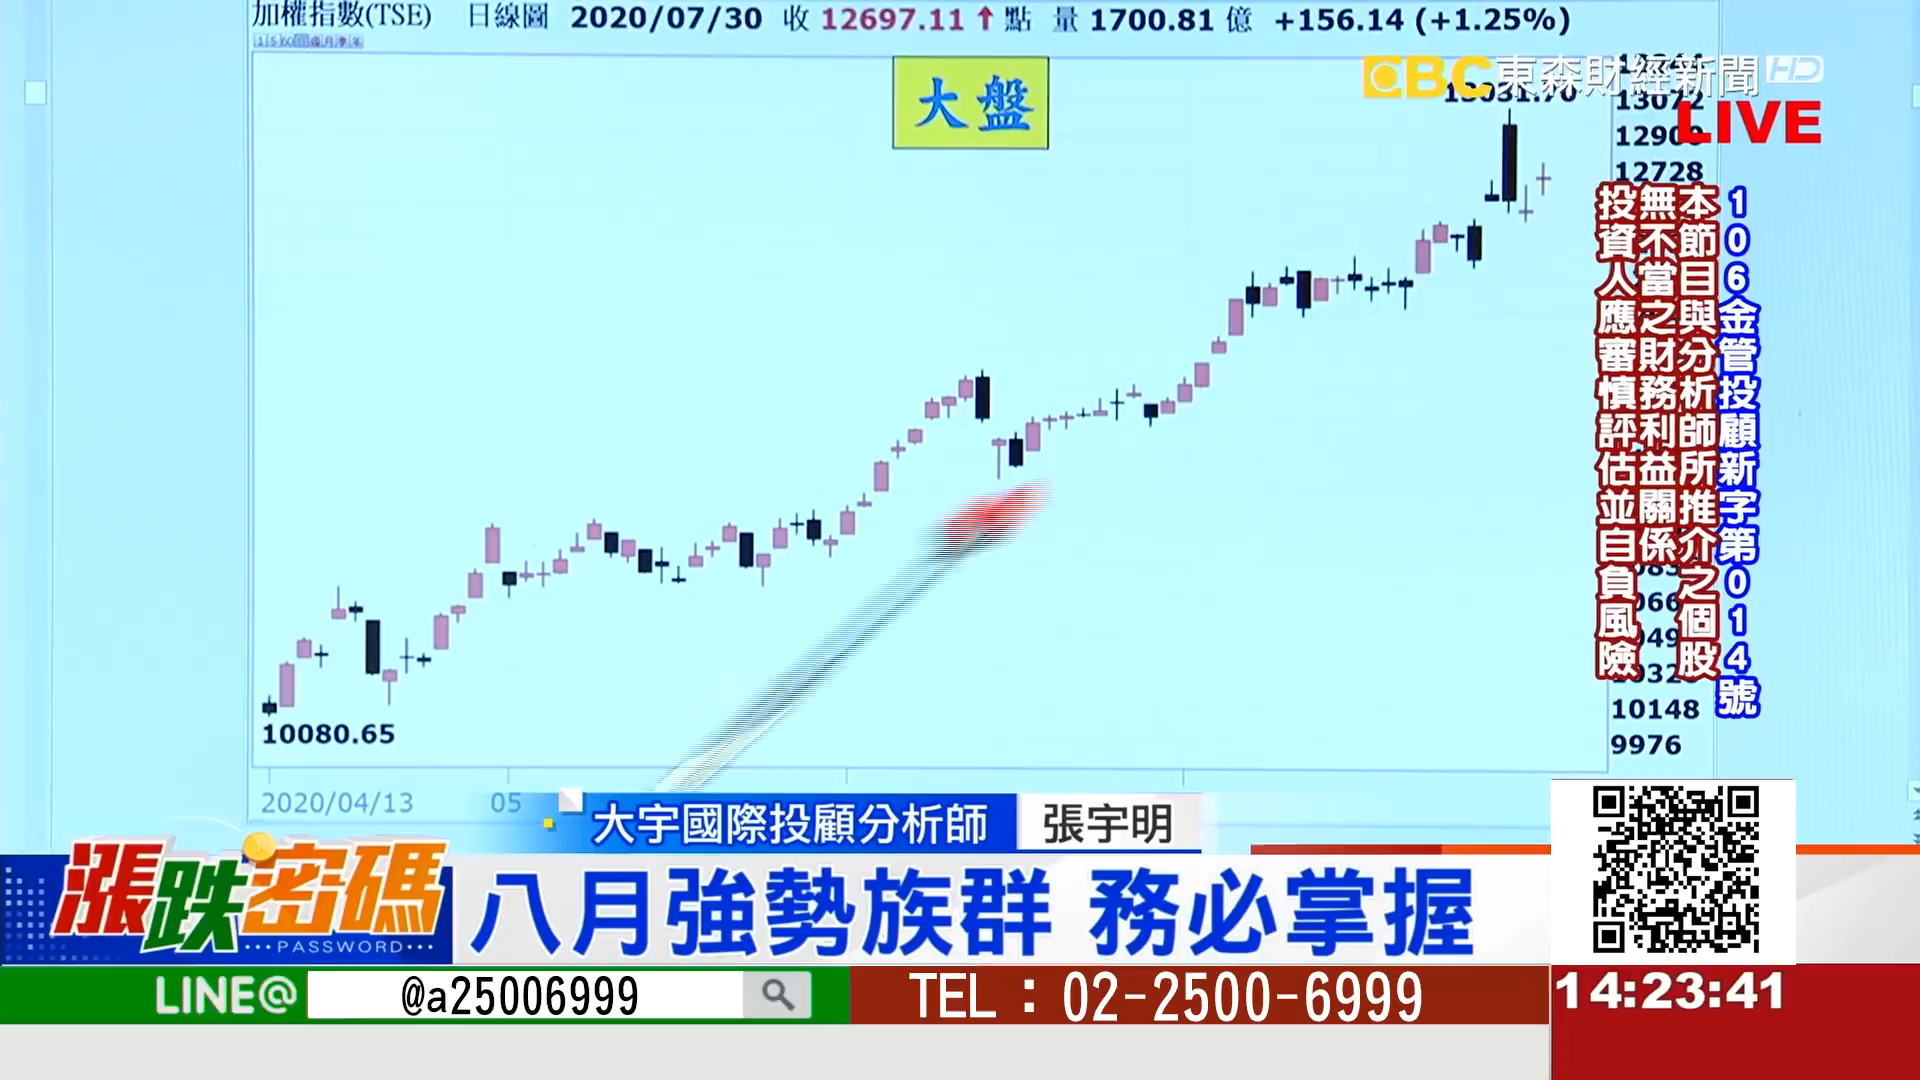 加權指數(TSE) 日線圖 2020/07/30 收 12697.11↑點 量 1700.81 億 +156.14 (+1.25%)
大盤
EBC東森財經新聞HD
LIVE
13031.70
13072
12900
12728
10148
9976
10080.65
2020/04/13
05
106金管投顧新字第014號
本節目與分析師所推介之個股
無不當之財務利益關係
投資人應審慎評估並自負風險
大宇國際投顧分析師 張宇明
漲跌密碼
PASSWORD
八月強勢族群 務必掌握
LINE@ @a25006999
TEL：02-2500-6999
14:23:41